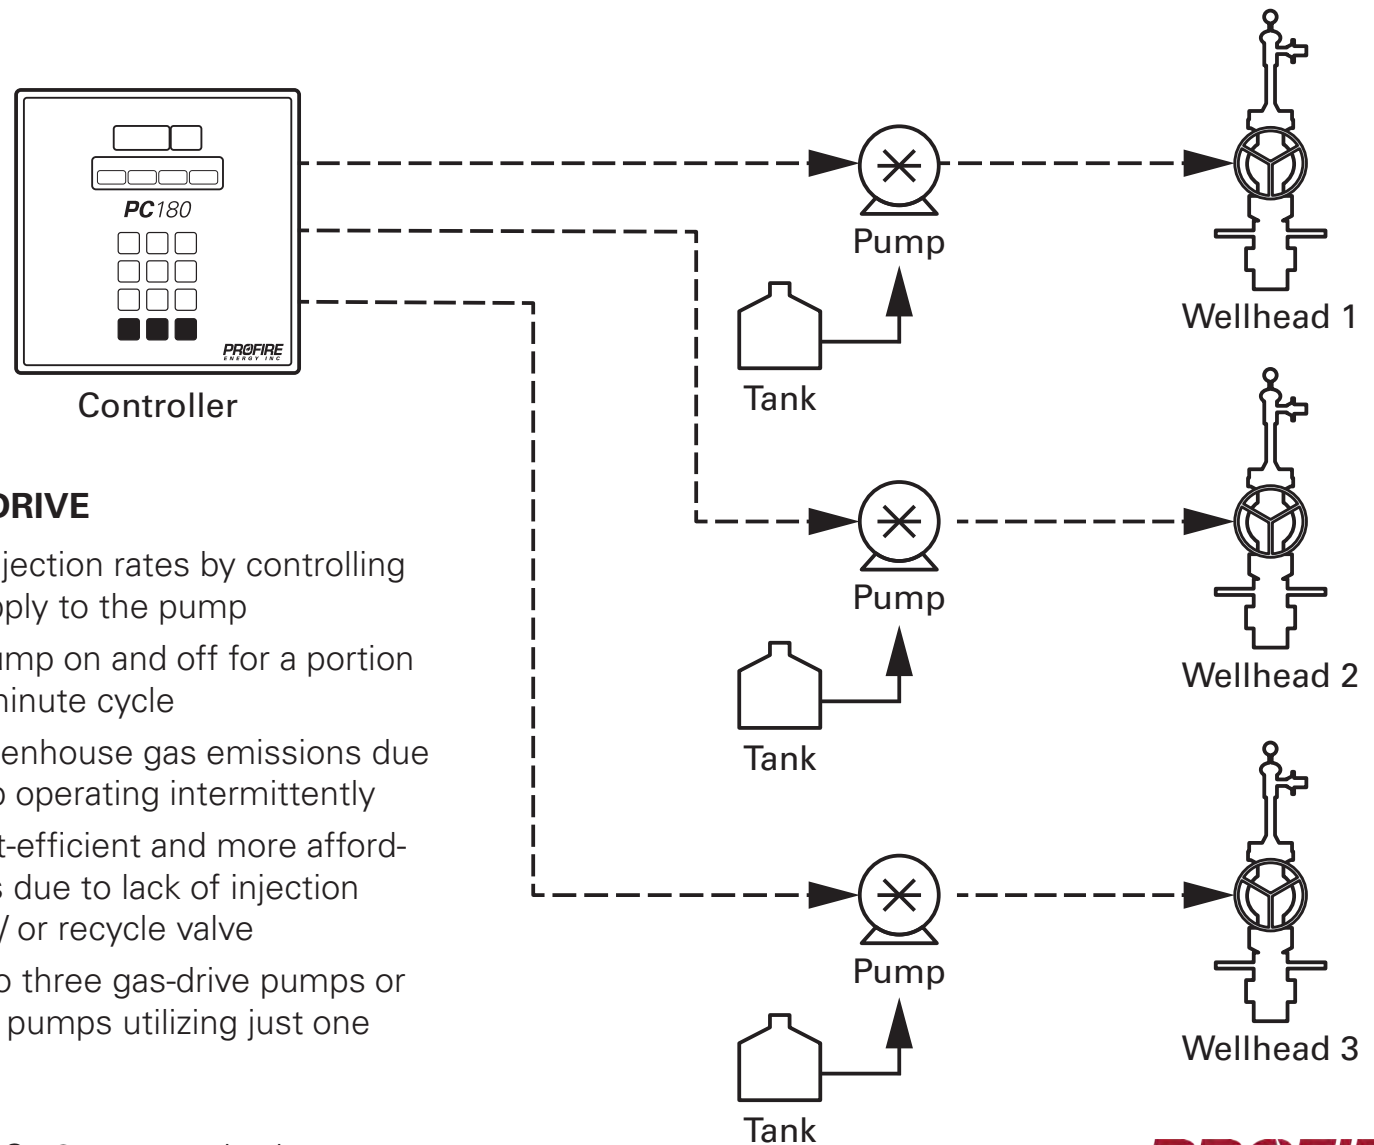 PC180
PROFIRE
ENERGY INC
Controller
Pump
Tank
Wellhead 1
Pump
Tank
Wellhead 2
Pump
Tank
Wellhead 3
DRIVE
jection rates by controlling
pply to the pump
ump on and off for a portion
minute cycle
enhouse gas emissions due
o operating intermittently
t-efficient and more afford-
s due to lack of injection
/ or recycle valve
o three gas-drive pumps or
pumps utilizing just one